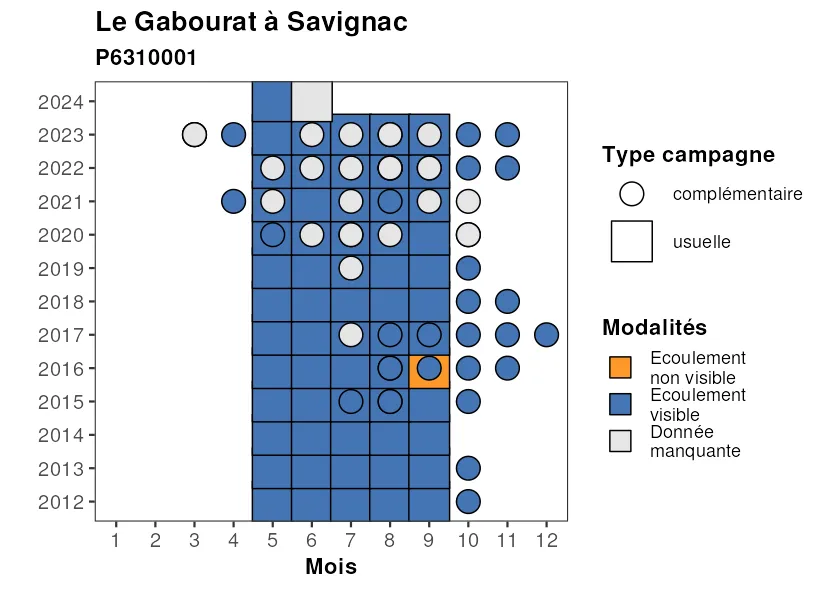 Le Gabourat à Savignac
P6310001
2024
2023
2022
2021
2020
2019
2018
2017
2016
2015
2014
2013
2012
1 2 3 4 5 6 7 8 9 10 11 12
Mois
Type campagne
complémentaire
usuelle
Modalités
Ecoulement
non visible
Ecoulement
visible
Donnée
manquante